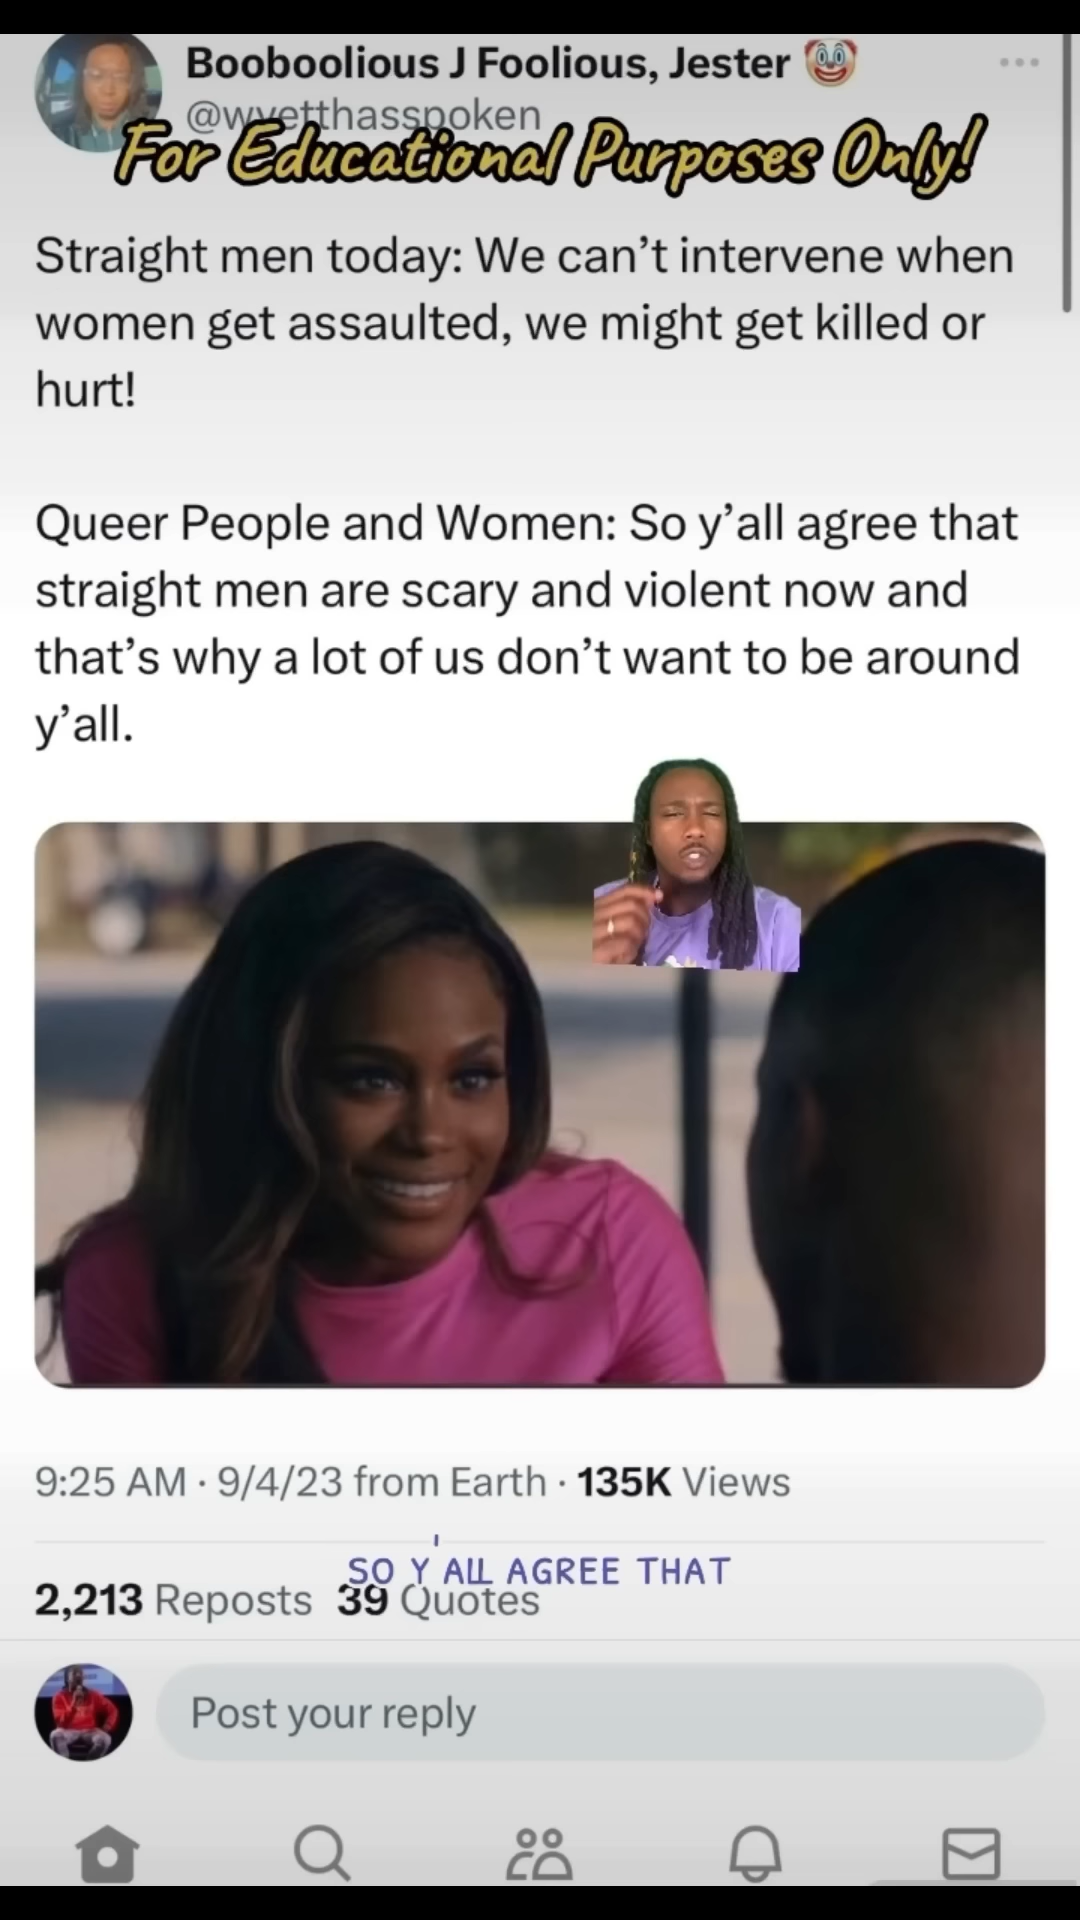 Booboolious J Foolious, Jester 🤡
@wyetthasspoken
For Educational Purposes Only!
Straight men today: We can’t intervene when
women get assaulted, we might get killed or
hurt!
Queer People and Women: So y’all agree that
straight men are scary and violent now and
that’s why a lot of us don’t want to be around
y’all.
9:25 AM · 9/4/23 from Earth · 135K Views
SO Y'ALL AGREE THAT
2,213 Reposts 39 Quotes
Post your reply